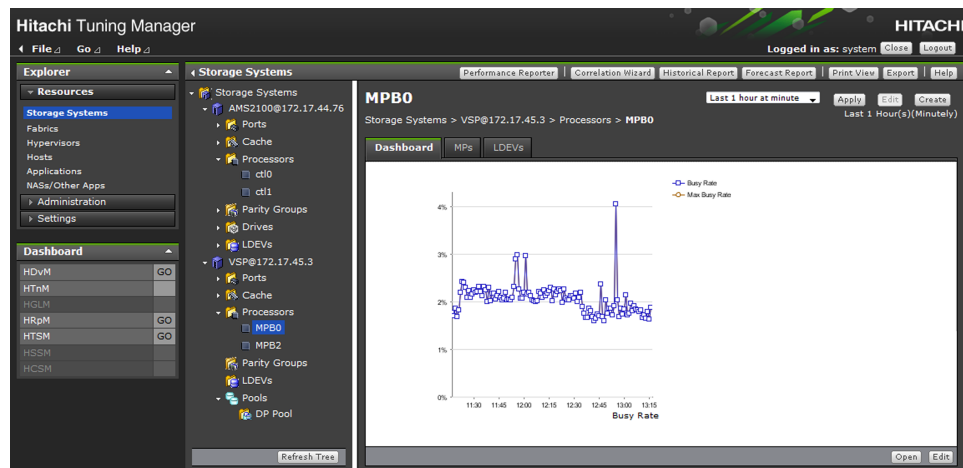 Hitachi Tuning Manager
HITACHI
File Go Help
Logged in as: system Close Logout
Explorer
Resources
Storage Systems
Fabrics
Hypervisors
Hosts
Applications
NASs/Other Apps
Administration
Settings
Dashboard
HDvM GO
HTnM
HGLM
HRpM GO
HTSM GO
HSSM
HCSM
Storage Systems
Performance Reporter Correlation Wizard Historical Report Forecast Report Print View Export Help
Storage Systems
AMS2100@172.17.44.76
Ports
Cache
Processors
ctl0
ctl1
Parity Groups
Drives
LDEVs
VSP@172.17.45.3
Ports
Cache
Processors
MPB0
MPB2
Parity Groups
LDEVs
Pools
DP Pool
Refresh Tree
MPB0
Last 1 hour at minute Apply Edit Create
Storage Systems > VSP@172.17.45.3 > Processors > MPB0
Last 1 Hour(s)(Minutely)
Dashboard MPs LDEVs
Busy Rate
Max Busy Rate
4%
3%
2%
1%
0%
11:30 11:45 12:00 12:15 12:30 12:45 13:00 13:15
Busy Rate
Open Edit